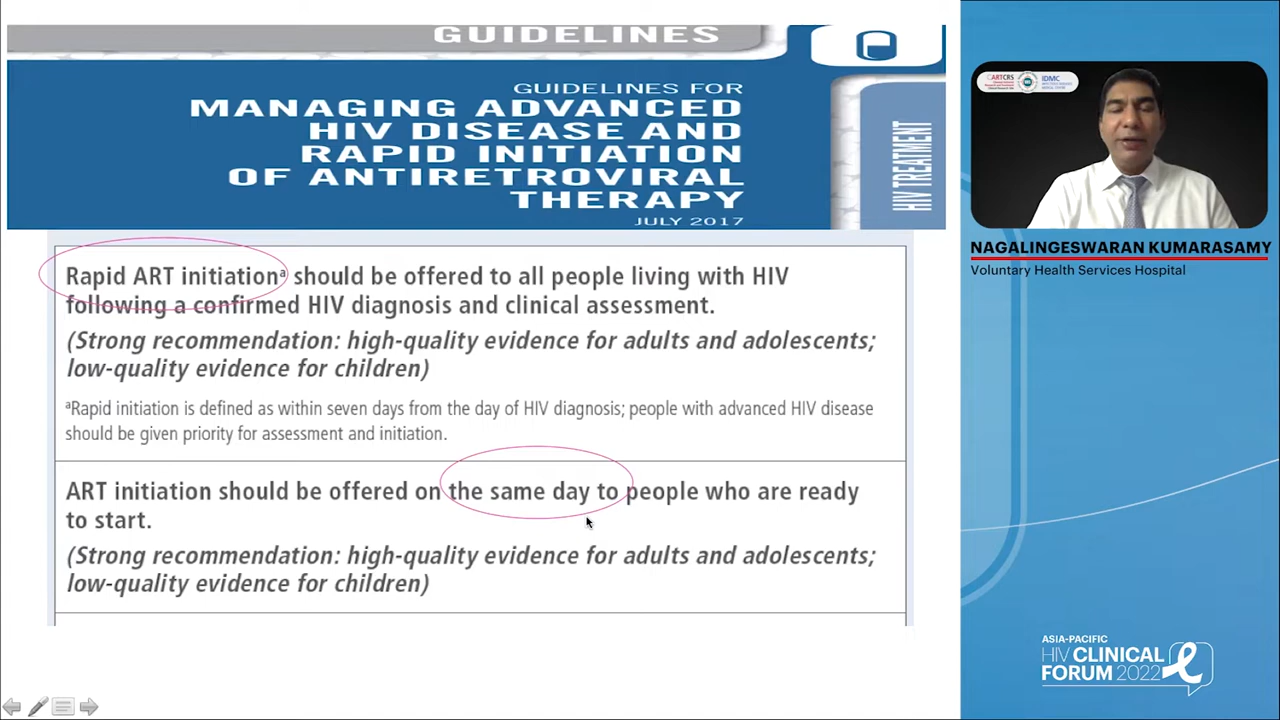 GUIDELINES
GUIDELINES FOR
MANAGING ADVANCED
HIV DISEASE AND
RAPID INITIATION
OF ANTIRETROVIRAL
THERAPY
JULY 2017
HIV TREATMENT
Rapid ART initiationª should be offered to all people living with HIV
following a confirmed HIV diagnosis and clinical assessment.
(Strong recommendation: high-quality evidence for adults and adolescents;
low-quality evidence for children)
ªRapid initiation is defined as within seven days from the day of HIV diagnosis; people with advanced HIV disease
should be given priority for assessment and initiation.
ART initiation should be offered on the same day to people who are ready
to start.
(Strong recommendation: high-quality evidence for adults and adolescents;
low-quality evidence for children)
CARTCRS
IDMC
NAGALINGESWARAN KUMARASAMY
Voluntary Health Services Hospital
ASIA-PACIFIC
HIV CLINICAL
FORUM 2022